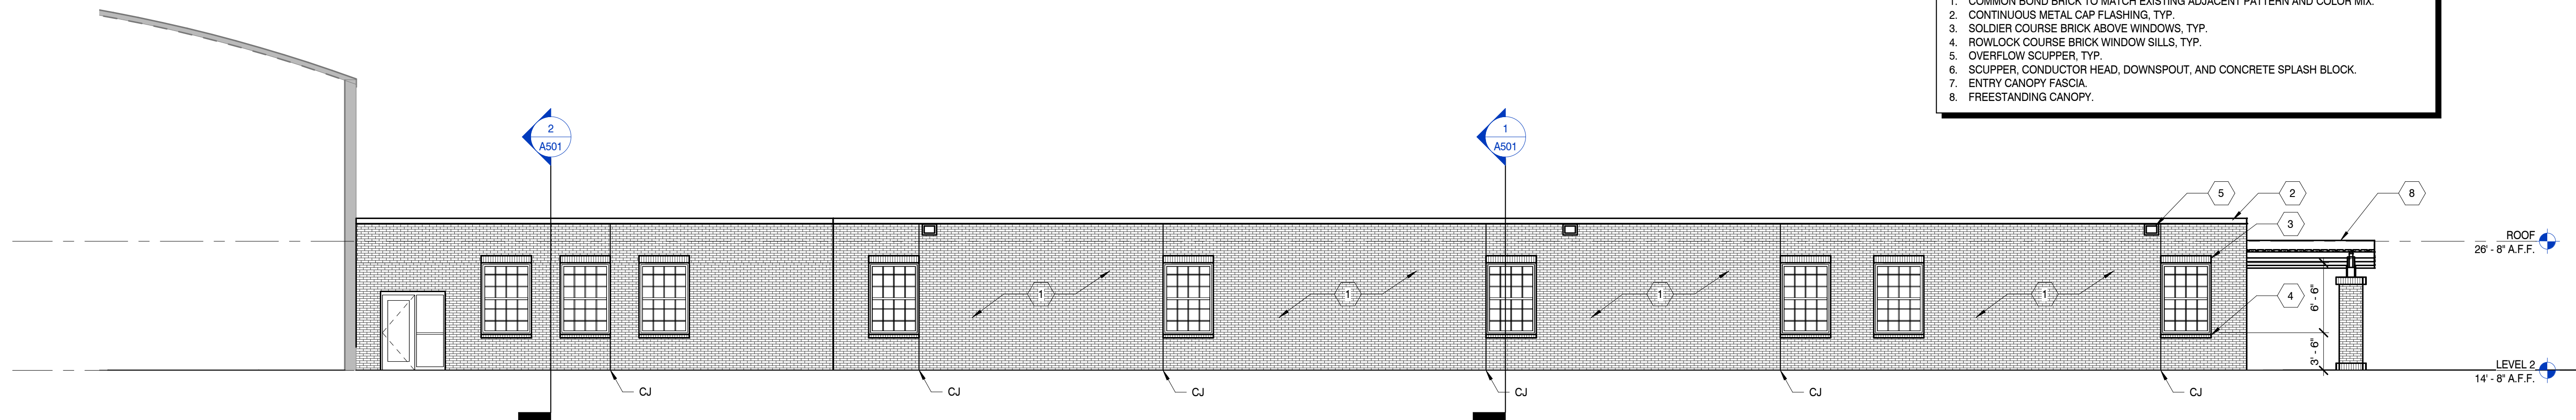 1. COMMON BOND BRICK TO MATCH EXISTING ADJACENT PATTERN AND COLOR MIX.
2. CONTINUOUS METAL CAP FLASHING, TYP.
3. SOLDIER COURSE BRICK ABOVE WINDOWS, TYP.
4. ROWLOCK COURSE BRICK WINDOW SILLS, TYP.
5. OVERFLOW SCUPPER, TYP.
6. SCUPPER, CONDUCTOR HEAD, DOWNSPOUT, AND CONCRETE SPLASH BLOCK.
7. ENTRY CANOPY FASCIA.
8. FREESTANDING CANOPY.
2
A501
1
A501
5
2
8
3
ROOF
26' - 8" A.F.F.
1
1
1
1
4
6' - 6"
3' - 6"
LEVEL 2
14' - 8" A.F.F.
CJ
CJ
CJ
CJ
CJ
CJ